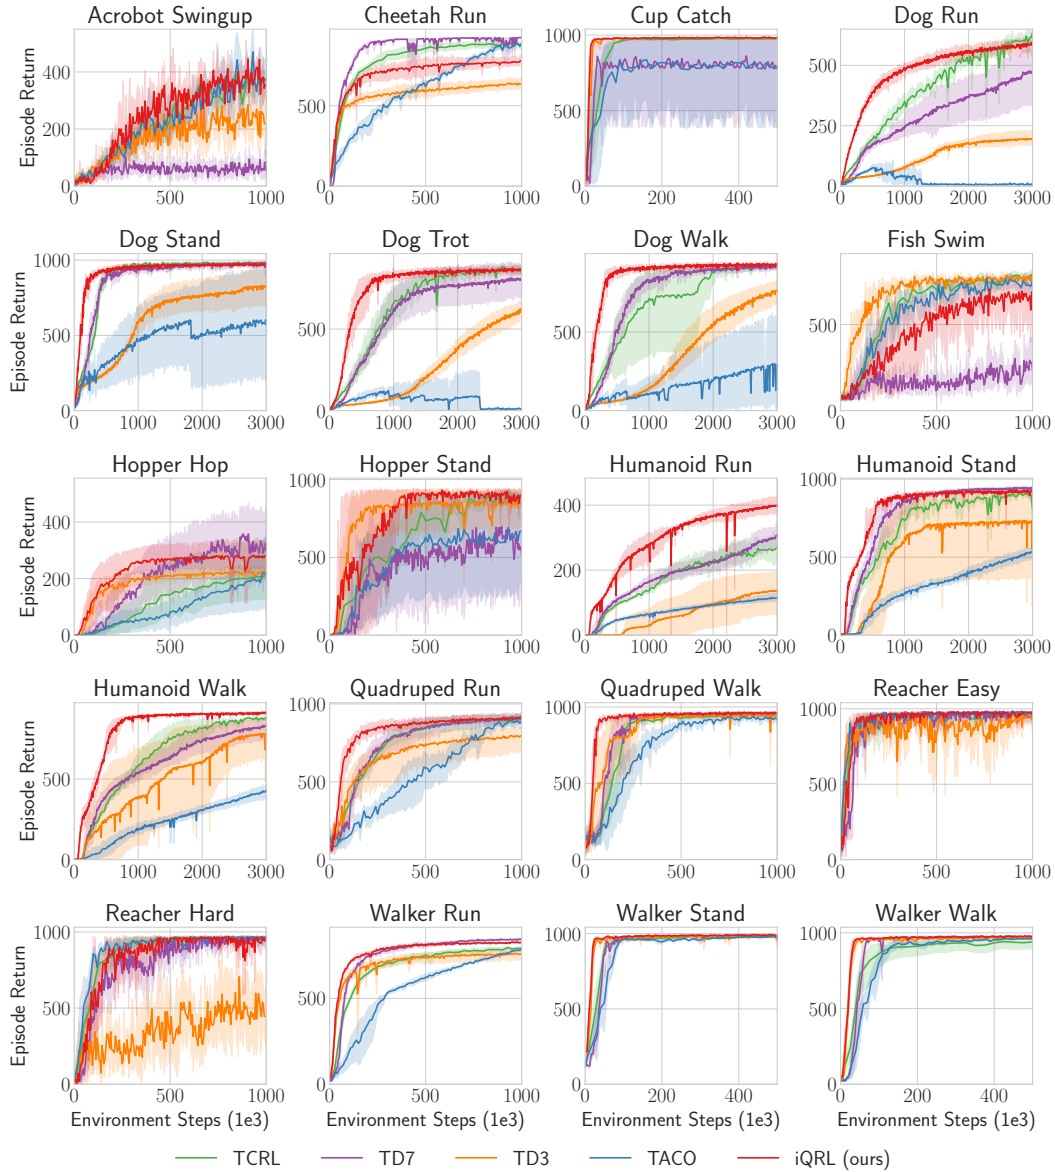 Acrobot Swingup Cheetah Run Cup Catch Dog Run
Episode Return
400
200
0
0 500 1000
500
0
0 500 1000
1000
500
0
0 200 400
500
250
0
0 1000 2000 3000
Dog Stand Dog Trot Dog Walk Fish Swim
Episode Return
1000
500
0
0 1000 2000 3000
500
0
0 1000 2000 3000
500
0
0 1000 2000 3000
500
0
0 500 1000
Hopper Hop Hopper Stand Humanoid Run Humanoid Stand
Episode Return
400
200
0
0 500 1000
1000
500
0
0 500 1000
400
200
0
0 1000 2000 3000
1000
500
0
0 1000 2000 3000
Humanoid Walk Quadruped Run Quadruped Walk Reacher Easy
Episode Return
500
0
0 1000 2000 3000
1000
500
0
0 500 1000
1000
500
0
0 500 1000
1000
500
0
0 500 1000
Reacher Hard Walker Run Walker Stand Walker Walk
Episode Return
1000
500
0
0 500 1000
500
0
0 500 1000
1000
500
0
0 200 400
1000
500
0
0 200 400
Environment Steps (1e3) Environment Steps (1e3) Environment Steps (1e3) Environment Steps (1e3)
TCRL TD7 TD3 TACO iQRL (ours)